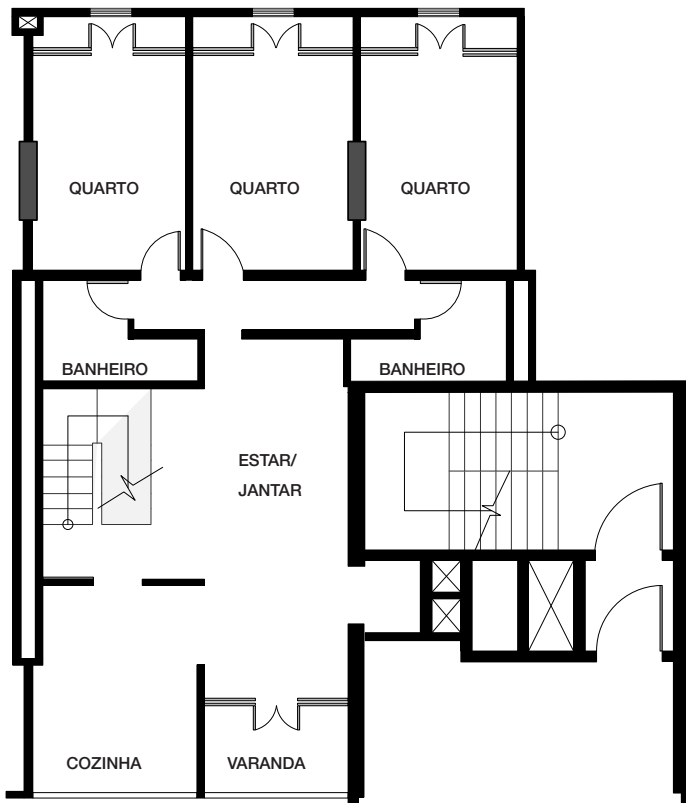 QUARTO
QUARTO
QUARTO
BANHEIRO
BANHEIRO
ESTAR/
JANTAR
COZINHA
VARANDA